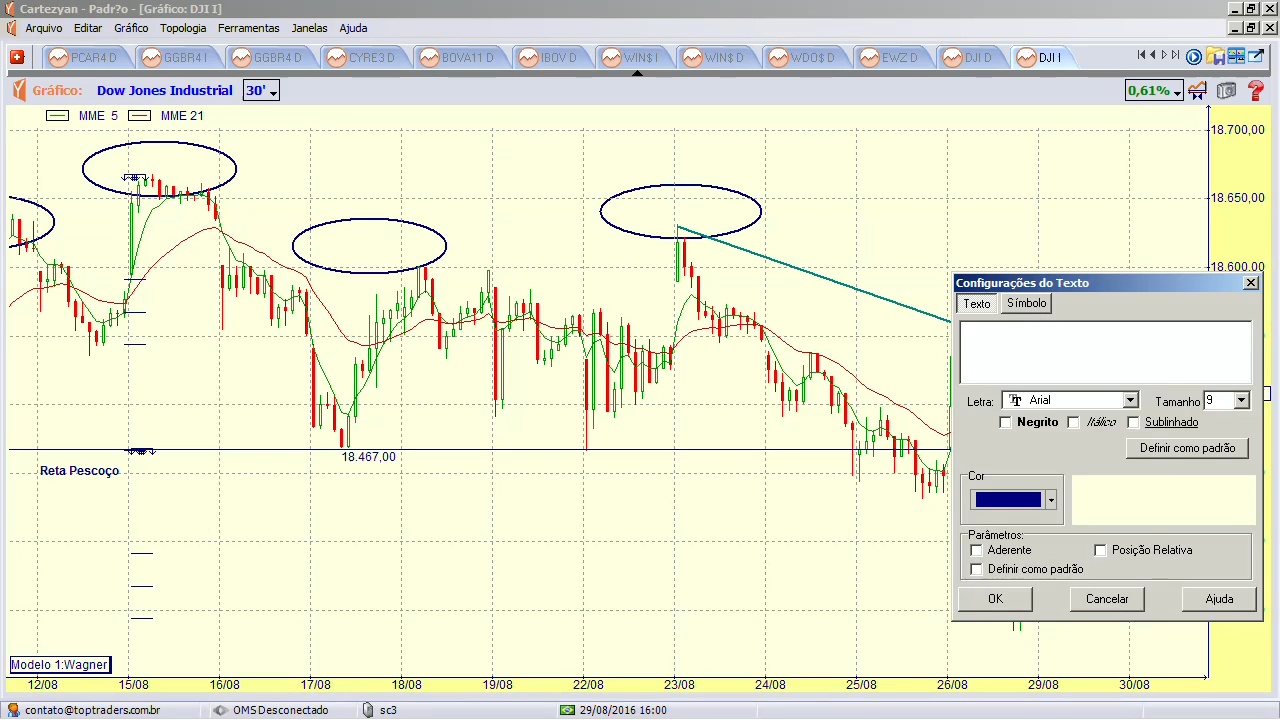 Cartezyan - Padr?o - [Gráfico: DJI I]
Arquivo Editar Gráfico Topologia Ferramentas Janelas Ajuda
PCAR4 D GGBR4 I GGBR4 D CYRE3 D BOVA11 D IBOV D WIN$ I WIN$ D WDO$ D EWZ D DJI D DJI I
Gráfico: Dow Jones Industrial 30' 0,61%
MME 5 MME 21
18.700,00
18.650,00
18.600,00
Configurações do Texto
Texto Símbolo
Letra: Arial Tamanho 9
Negrito Itálico Sublinhado
Definir como padrão
18.467,00
Reta Pescoço
Cor
Parâmetros:
Aderente Posição Relativa
Definir como padrão
OK Cancelar Ajuda
Modelo 1:Wagner
12/08 15/08 16/08 17/08 18/08 19/08 22/08 23/08 24/08 25/08 26/08 29/08 30/08
contato@toptraders.com.br OMS Desconectado sc3 29/08/2016 16:00